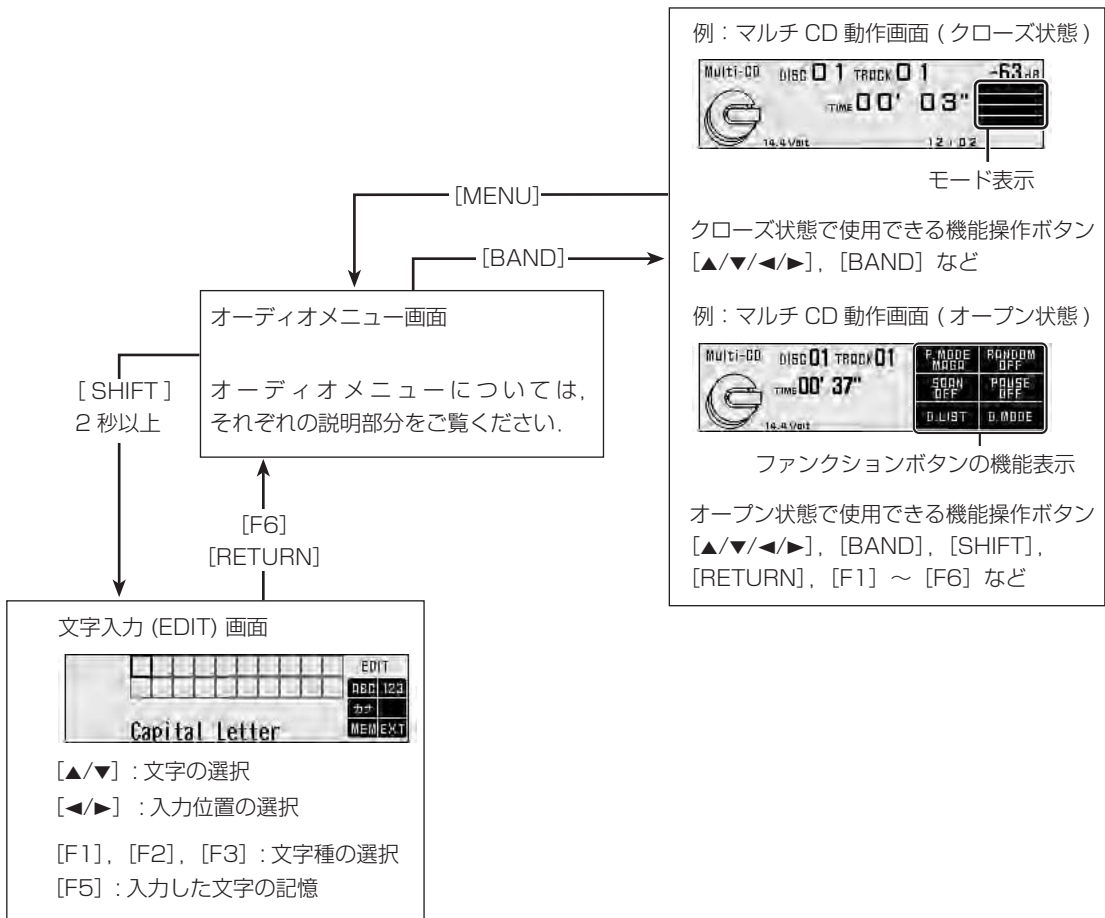 例：マルチ CD 動作画面 ( クローズ状態 )
Multi-CD DISC 01 TRACK 01 -63dB
TIME 00' 03"
14.4Volt 12:02
モード表示
クローズ状態で使用できる機能操作ボタン
[▲/▼/◄/►]，[BAND] など
例：マルチ CD 動作画面 ( オープン状態 )
Multi-CD DISC 01 TRACK 01
TIME 00' 37"
14.4Volt
P.MODE MAGA
RANDOM OFF
SCAN OFF
PAUSE OFF
D.LIST D.MODE
ファンクションボタンの機能表示
オープン状態で使用できる機能操作ボタン
[▲/▼/◄/►]，[BAND]，[SHIFT]，
[RETURN]，[F1] ～ [F6] など
[MENU]
[BAND]
オーディオメニュー画面
オーディオメニューについては，
それぞれの説明部分をご覧ください．
[ SHIFT ]
2 秒以上
[F6]
[RETURN]
文字入力 (EDIT) 画面
EDIT
ABC 123
カナ
MEM EXT
Capital Letter
[▲/▼] : 文字の選択
[◄/►] : 入力位置の選択
[F1]，[F2]，[F3] : 文字種の選択
[F5] : 入力した文字の記憶